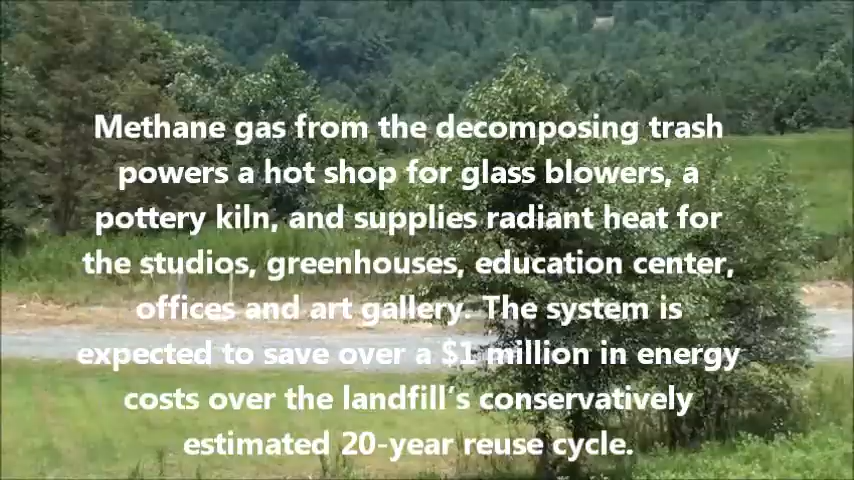 Methane gas from the decomposing trash
powers a hot shop for glass blowers, a
pottery kiln, and supplies radiant heat for
the studios, greenhouses, education center,
offices and art gallery. The system is
expected to save over a $1 million in energy
costs over the landfill’s conservatively
estimated 20-year reuse cycle.